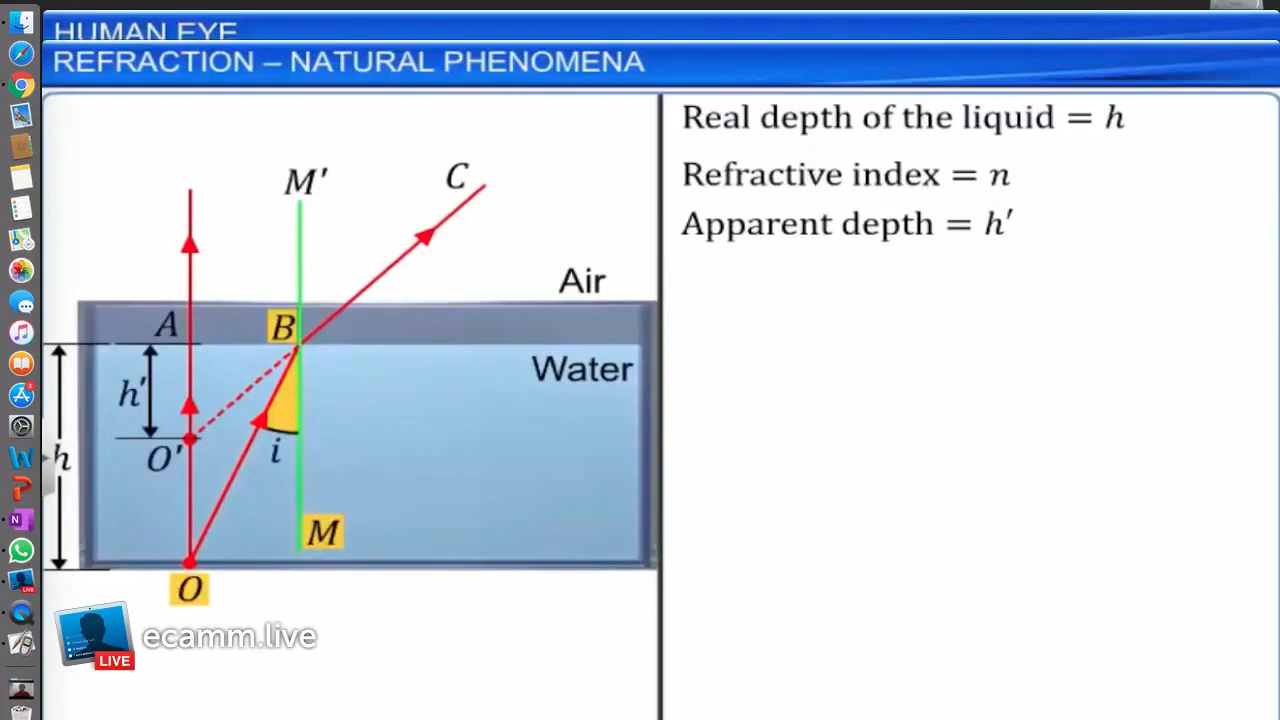 HUMAN EYE
REFRACTION – NATURAL PHENOMENA
Real depth of the liquid = h
Refractive index = n
Apparent depth = h′
M′
C
Air
A
B
Water
h′
i
O′
h
M
O
ecamm.live
LIVE